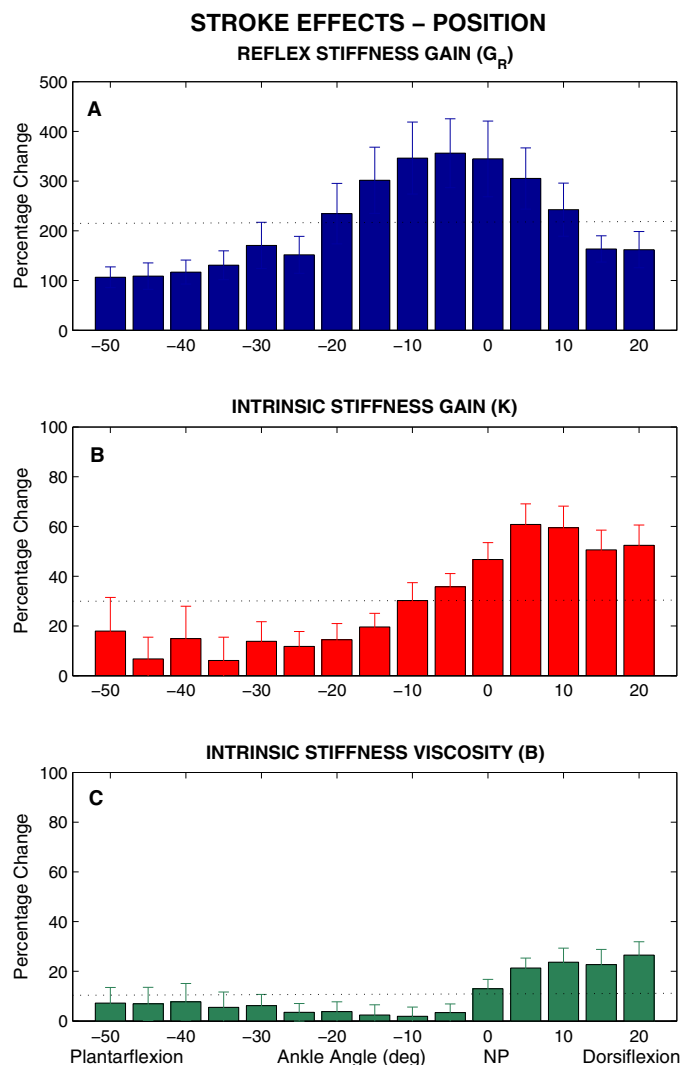 STROKE EFFECTS – POSITION
REFLEX STIFFNESS GAIN (G_R)
A
Percentage Change
500
400
300
200
100
0
−50 −40 −30 −20 −10 0 10 20
INTRINSIC STIFFNESS GAIN (K)
B
Percentage Change
100
80
60
40
20
0
−50 −40 −30 −20 −10 0 10 20
INTRINSIC STIFFNESS VISCOSITY (B)
C
Percentage Change
100
80
60
40
20
0
−50 −40 −30 −20 −10 0 10 20
Plantarflexion Ankle Angle (deg) NP Dorsiflexion